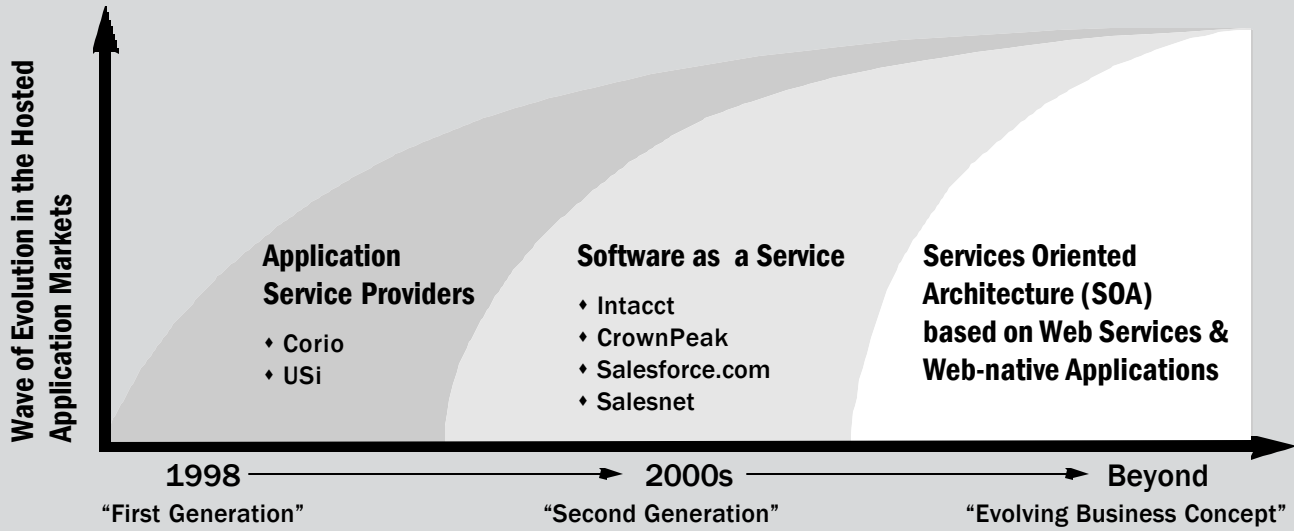 Wave of Evolution in the Hosted
Application Markets
Application
Service Providers
♦ Corio
♦ USi
Software as a Service
♦ Intacct
♦ CrownPeak
♦ Salesforce.com
♦ Salesnet
Services Oriented
Architecture (SOA)
based on Web Services &
Web-native Applications
1998 2000s Beyond
“First Generation” “Second Generation” “Evolving Business Concept”